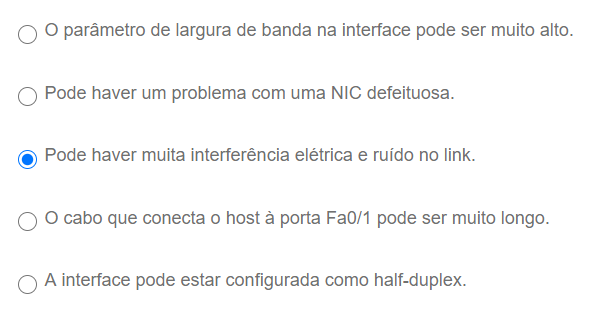 O parâmetro de largura de banda na interface pode ser muito alto.
Pode haver um problema com uma NIC defeituosa.
Pode haver muita interferência elétrica e ruído no link.
O cabo que conecta o host à porta Fa0/1 pode ser muito longo.
A interface pode estar configurada como half-duplex.